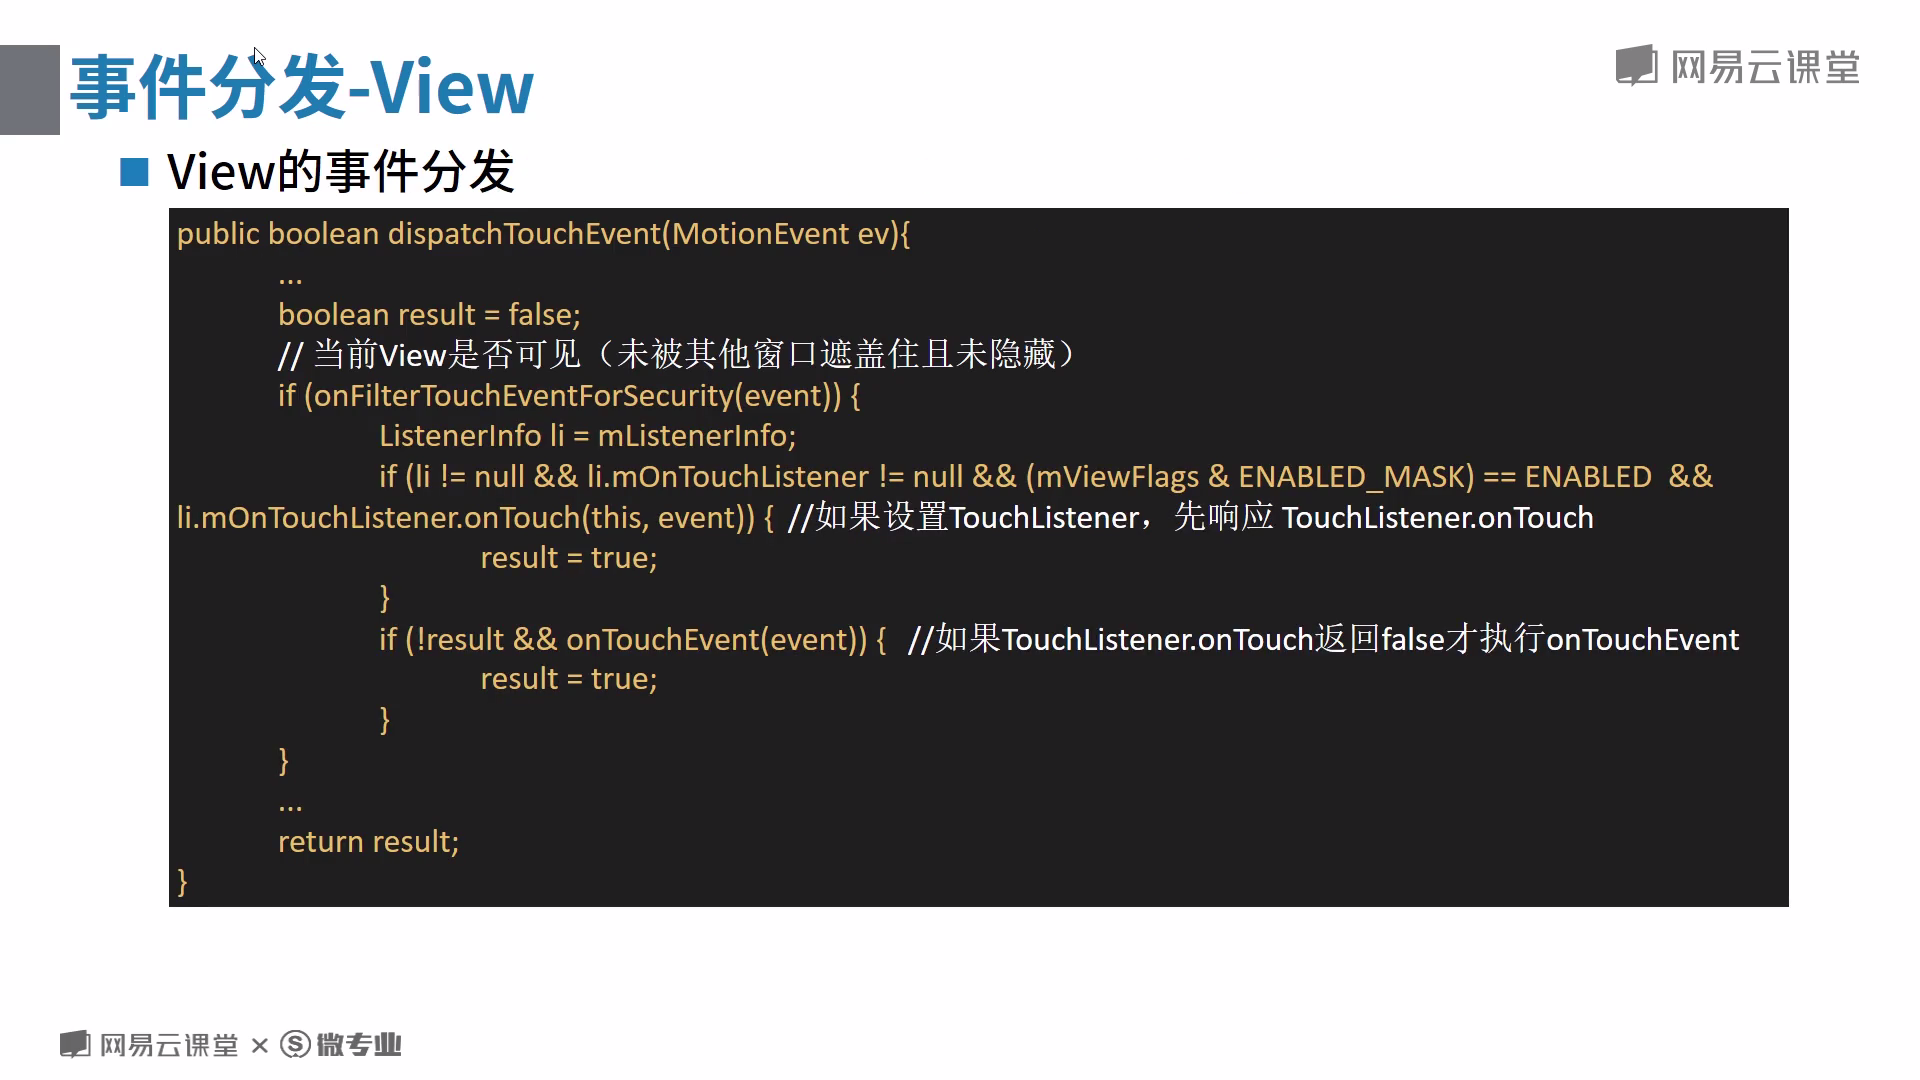 事件分发-View
网易云课堂
View的事件分发
public boolean dispatchTouchEvent(MotionEvent ev){
...
boolean result = false;
// 当前View是否可见（未被其他窗口遮盖住且未隐藏）
if (onFilterTouchEventForSecurity(event)) {
ListenerInfo li = mListenerInfo;
if (li != null && li.mOnTouchListener != null && (mViewFlags & ENABLED_MASK) == ENABLED  &&
li.mOnTouchListener.onTouch(this, event)) { //如果设置TouchListener，先响应 TouchListener.onTouch
result = true;
}
if (!result && onTouchEvent(event)) {  //如果TouchListener.onTouch返回false才执行onTouchEvent
result = true;
}
}
...
return result;
}
网易云课堂 × Ⓢ微专业